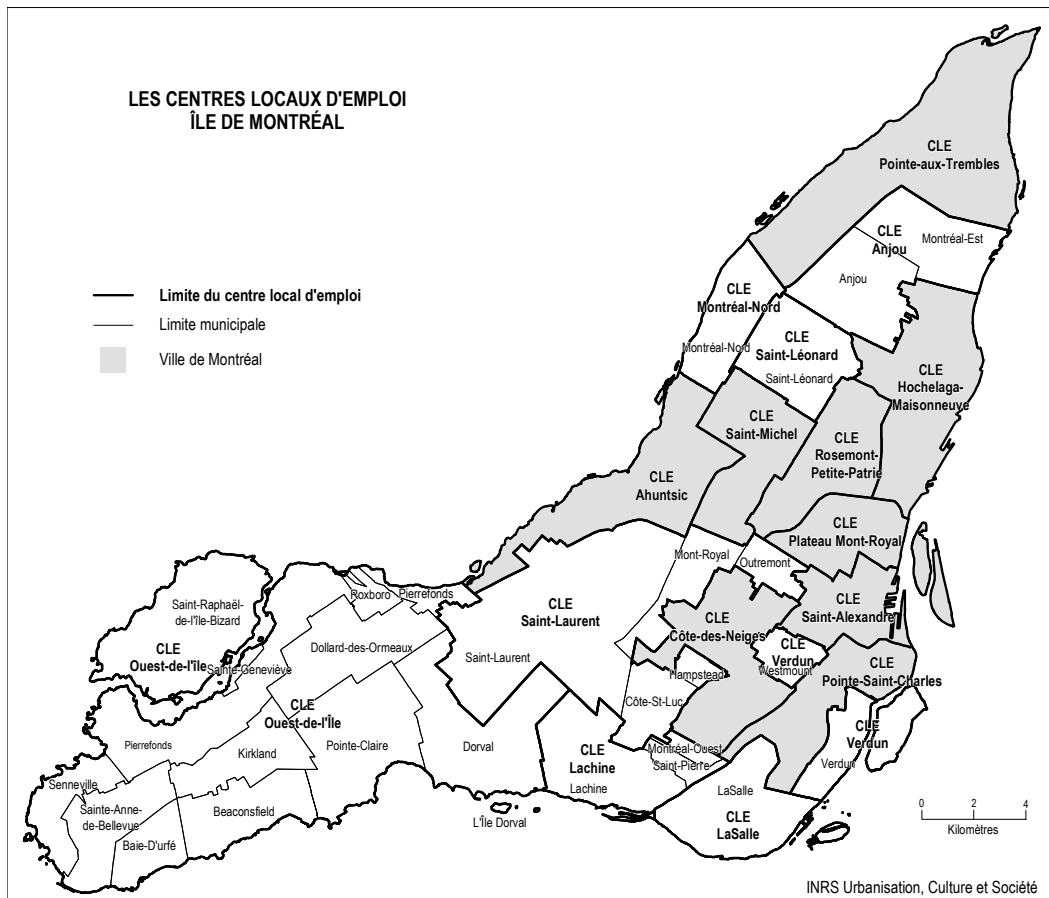 LES CENTRES LOCAUX D'EMPLOI
ÎLE DE MONTRÉAL
Limite du centre local d'emploi
Limite municipale
Ville de Montréal
CLE
Pointe-aux-Trembles
CLE
Anjou
Montréal-Est
Anjou
CLE
Montréal-Nord
Montréal-Nord
CLE
Saint-Léonard
Saint-Léonard
CLE
Hochelaga-
Maisonneuve
CLE
Saint-Michel
CLE
Rosemont-
Petite-Patrie
CLE
Ahuntsic
CLE
Plateau Mont-Royal
Mont-Royal
Outremont
CLE
Saint-Laurent
Saint-Laurent
CLE
Saint-Alexandre
CLE
Côte-des-Neiges
CLE
Verdun
Westmount
Hampstead
CLE
Pointe-Saint-Charles
Côte-St-Luc
Montréal-Ouest
Saint-Pierre
CLE
Verdun
Verdun
LaSalle
CLE
LaSalle
CLE
Lachine
Lachine
Dorval
L'Île Dorval
Roxboro
Pierrefonds
Saint-Raphaël-
de-l'île-Bizard
CLE
Ouest-de-l'île
Sainte-Geneviève
Dollard-des-Ormeaux
CLE
Ouest-de-l'Île
Pointe-Claire
Kirkland
Pierrefonds
Senneville
Sainte-Anne-
de-Bellevue
Beaconsfield
Baie-D'urfé
0 2 4
Kilomètres
INRS Urbanisation, Culture et Société